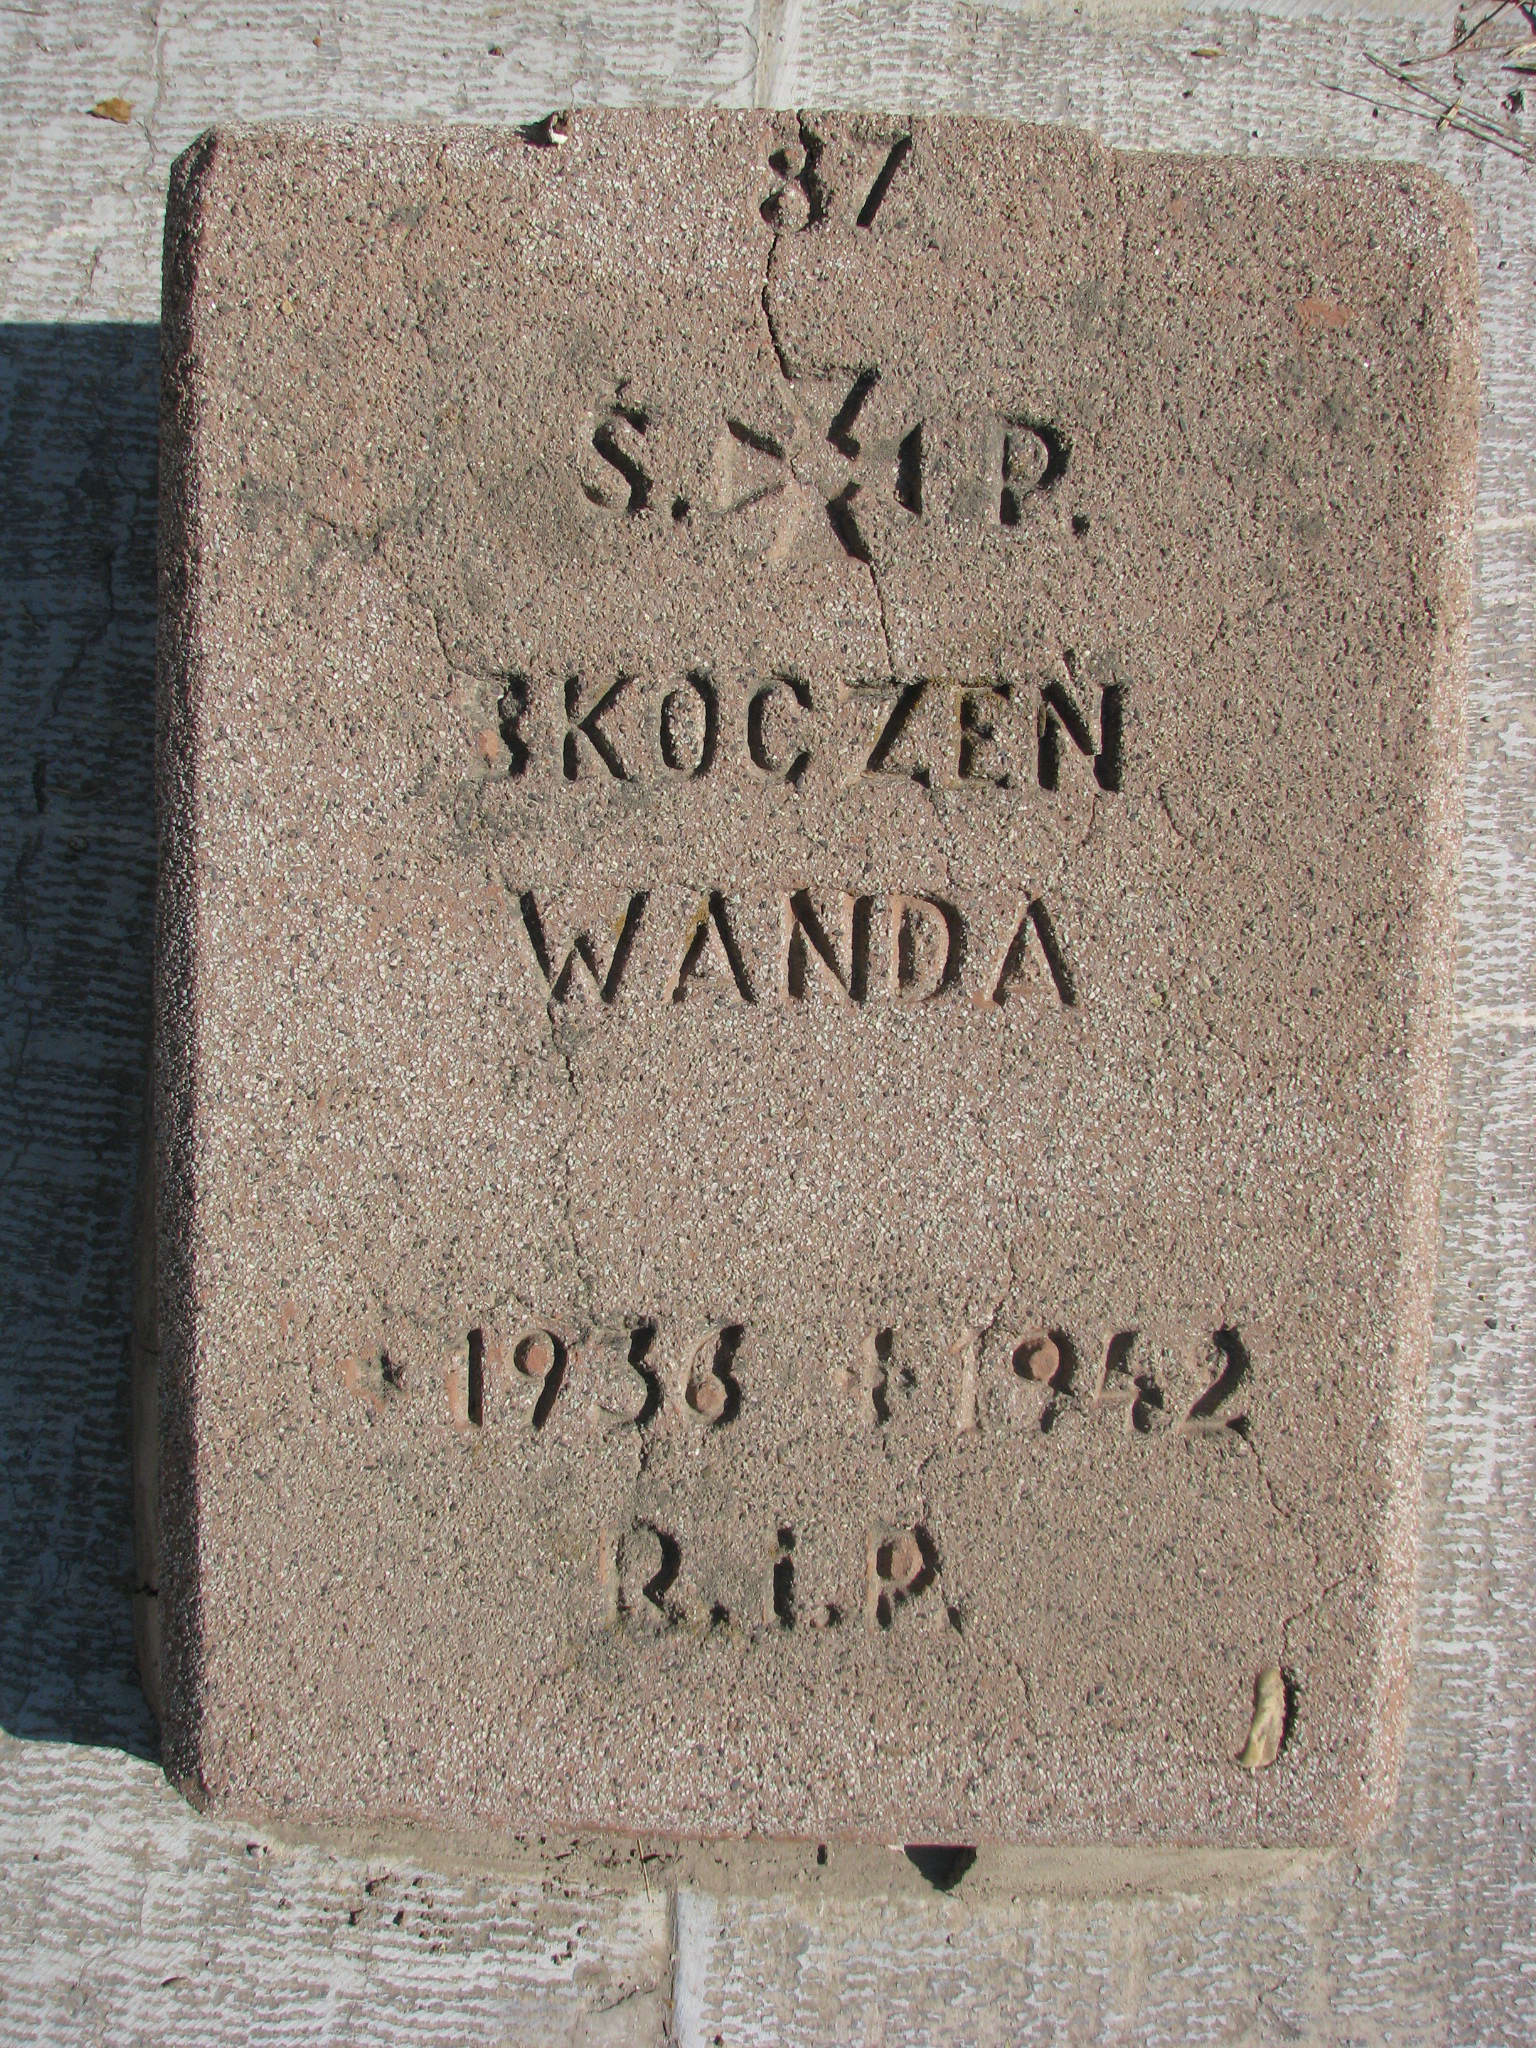 87
Ś. P.
SKOCZEŃ
WANDA
* 1936 + 1942
R.i.P.